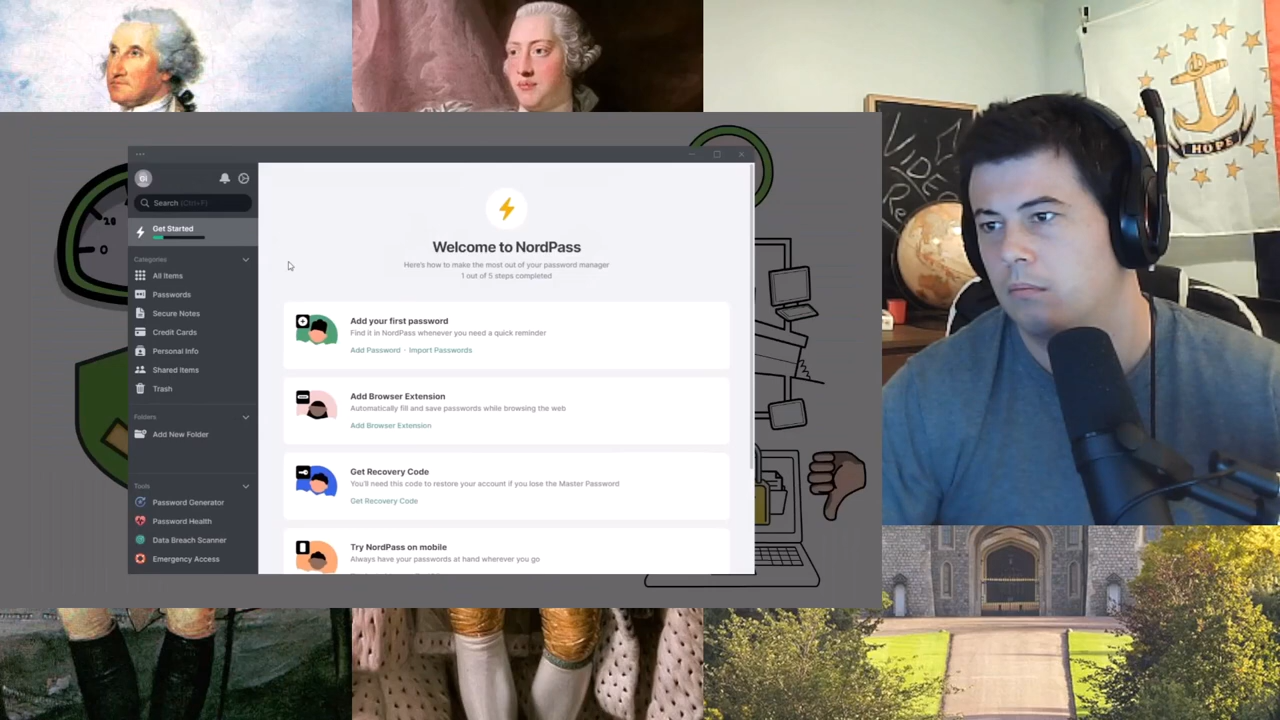 GI
Search (Ctrl+F)
Get Started
Categories
All Items
Passwords
Secure Notes
Credit Cards
Personal Info
Shared Items
Trash
Folders
Add New Folder
Tools
Password Generator
Password Health
Data Breach Scanner
Emergency Access
Welcome to NordPass
Here's how to make the most out of your password manager
1 out of 5 steps completed
Add your first password
Find it in NordPass whenever you need a quick reminder
Add Password · Import Passwords
Add Browser Extension
Automatically fill and save passwords while browsing the web
Add Browser Extension
Get Recovery Code
You'll need this code to restore your account if you lose the Master Password
Get Recovery Code
Try NordPass on mobile
Always have your passwords at hand wherever you go
0
VIDEO
Re
HOPE